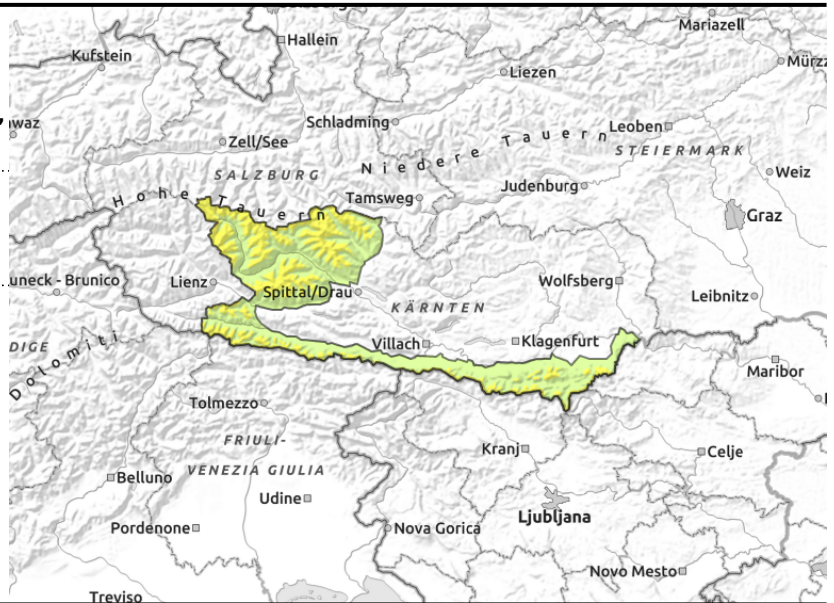 Mariazell
Hallein
Kufstein
Mürzz
Liezen
waz
Schladming
Leoben
Zell/See
Niedere Tauern
STEIERMARK
SALZBURG
Weiz
Hohe Tauern
Tamsweg
Judenburg
Graz
uneck - Brunico
Lienz
Wolfsberg
Spittal/Drau
Leibnitz
KÄRNTEN
DIGE
Dolomiti
Villach
Klagenfurt
Maribor
Tolmezzo
FRIULI-
VENEZIA GIULIA
Kranj
Celje
Belluno
Udine
Ljubljana
Pordenone
Nova Gorica
Novo Mesto
Treviso